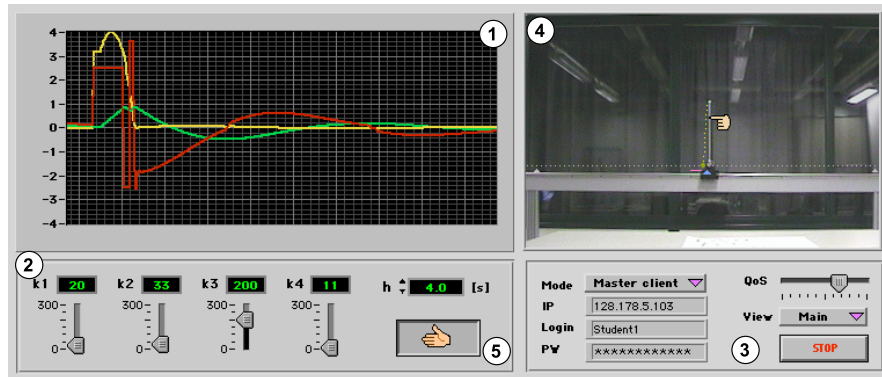 1
4
3
2
1
0
-1
-2
-3
-4
4
2
k1 20 k2 33 k3 200 k4 11 h 4.0 [s]
300 300 300 300
0 0 0 0
5
Mode Master client
IP 128.178.5.103
Login Student1
PW ************
QoS
View Main
3 STOP